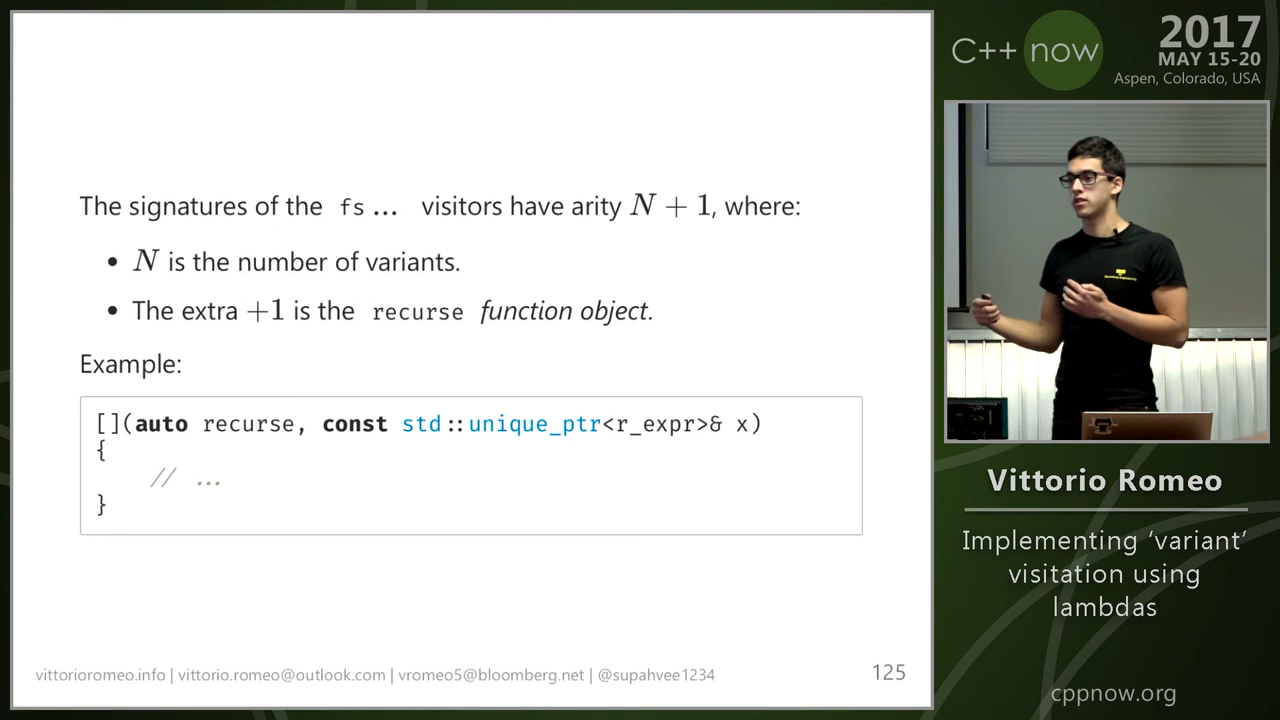 The signatures of the fs... visitors have arity N + 1, where:
• N is the number of variants.
• The extra +1 is the recurse function object.
Example:
[](auto recurse, const std::unique_ptr<r_expr>& x)
{
// ...
}
vittorioromeo.info | vittorio.romeo@outlook.com | vromeo5@bloomberg.net | @supahvee1234
125
C++ now
2017
MAY 15-20
Aspen, Colorado, USA
Vittorio Romeo
Implementing ‘variant’
visitation using
lambdas
cppnow.org